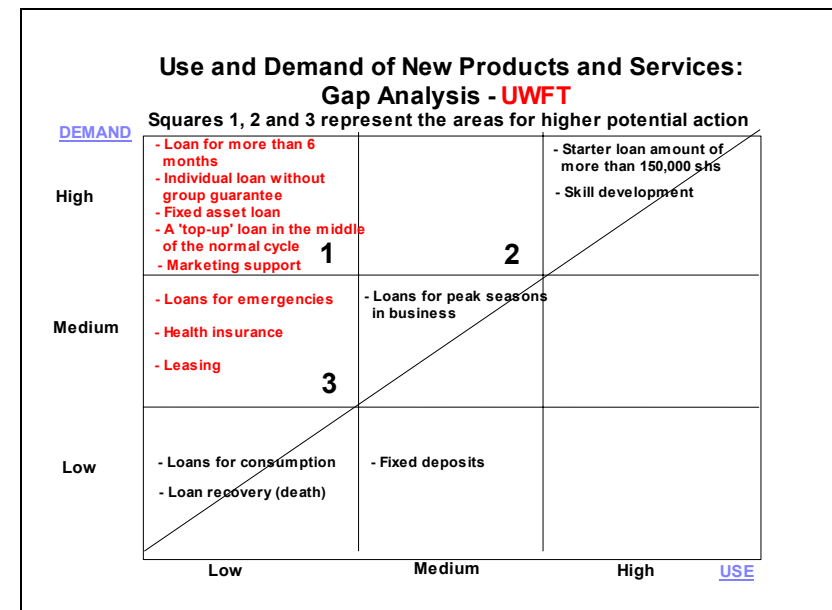 Use and Demand of New Products and Services:
Gap Analysis - UWFT
Squares 1, 2 and 3 represent the areas for higher potential action
DEMAND
High
- Loan for more than 6
months
- Individual loan without
group guarantee
- Fixed asset loan
- A 'top-up' loan in the middle
of the normal cycle
- Marketing support
1
2
- Starter loan amount of
more than 150,000 shs
- Skill development
Medium
- Loans for emergencies
- Health insurance
- Leasing
3
- Loans for peak seasons
in business
Low
- Loans for consumption
- Loan recovery (death)
- Fixed deposits
Low
Medium
High
USE